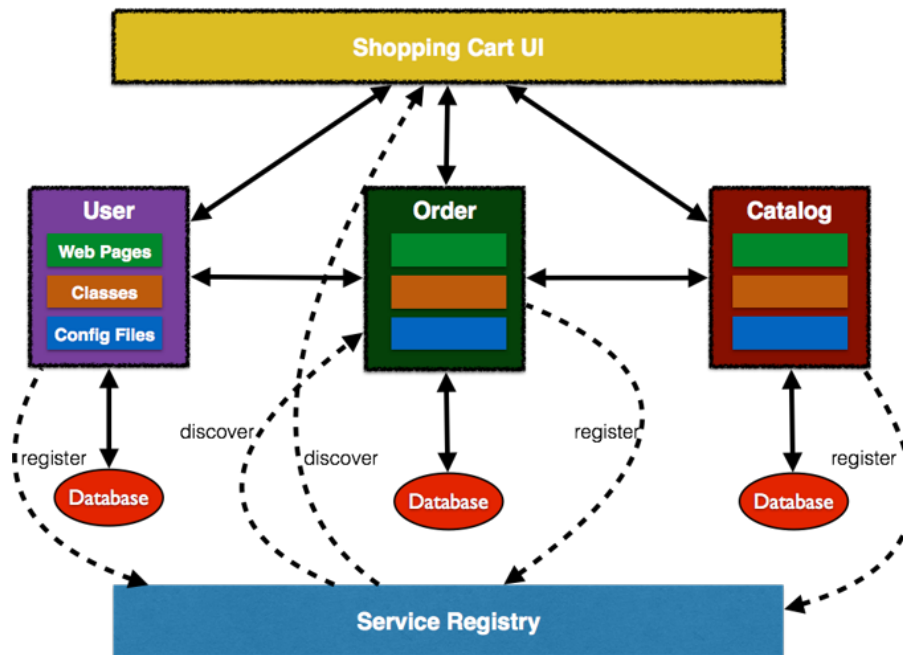 Shopping Cart UI
User
Order
Catalog
Web Pages
Classes
Config Files
discover
register
discover
register
register
Database
Database
Database
Service Registry